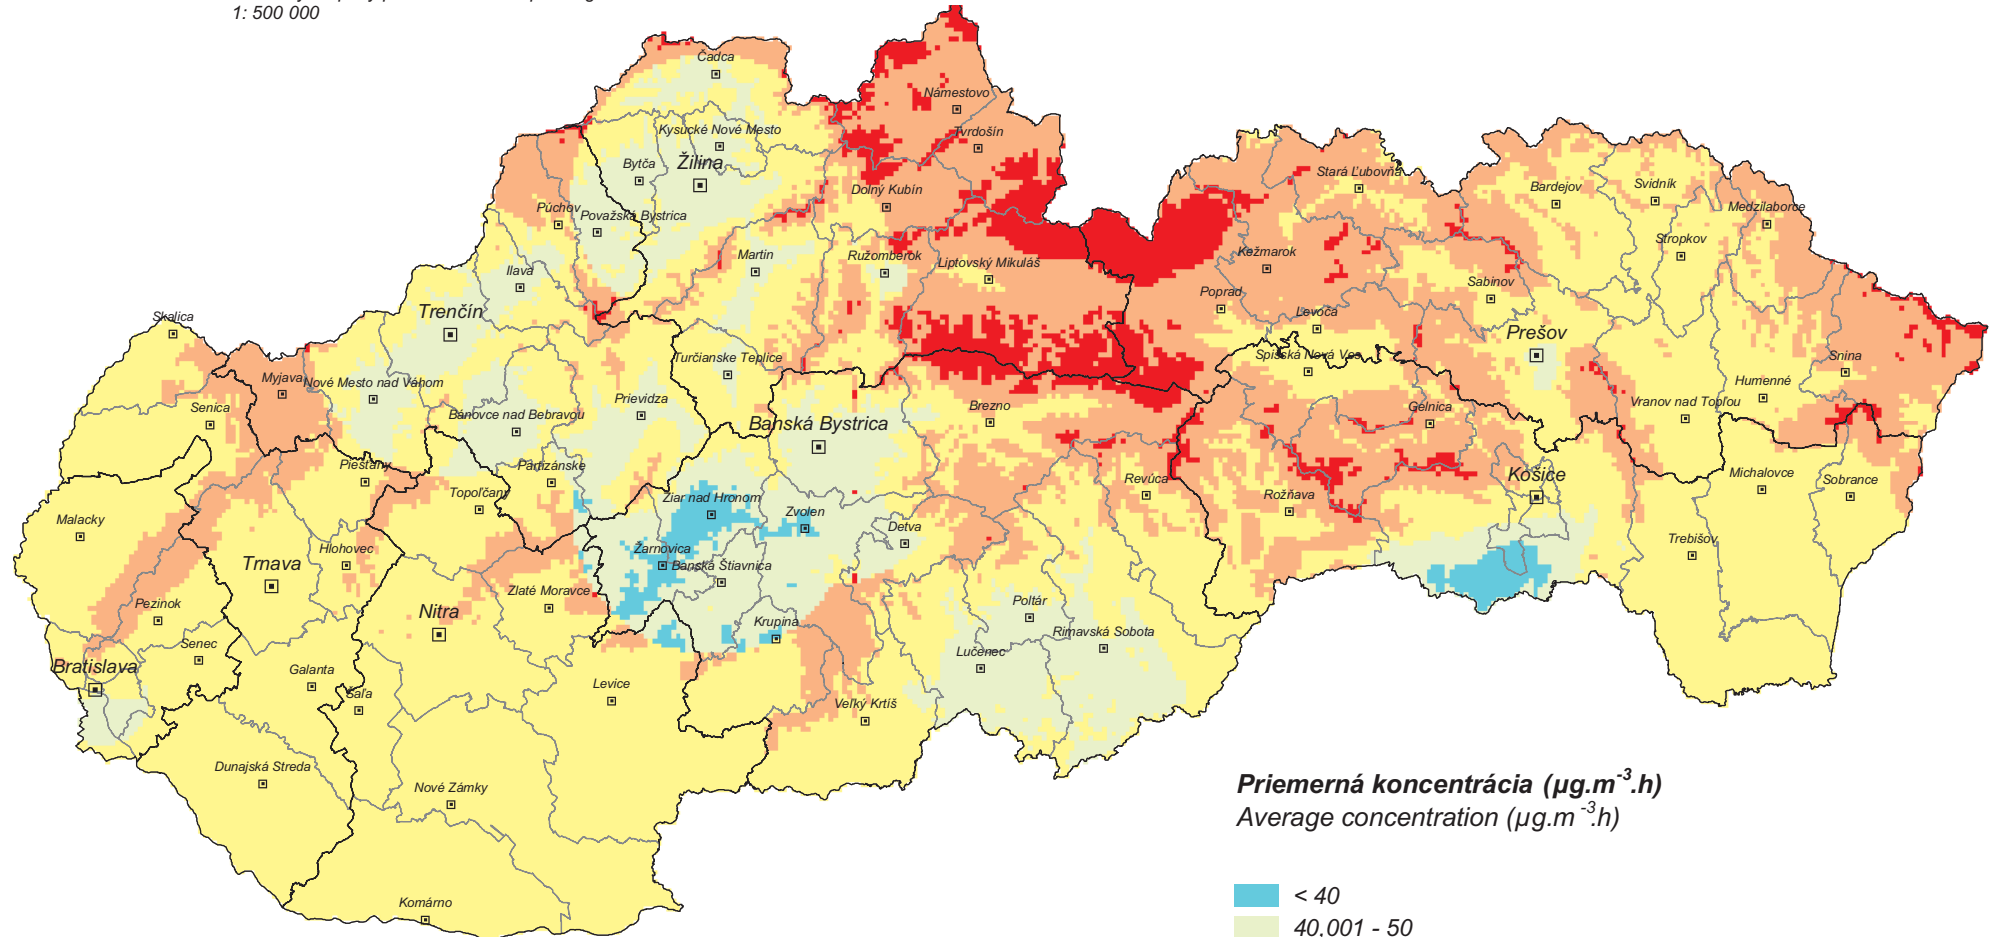 1: 500 000
Čadca
Námestovo
Kysucké Nové Mesto
Tvrdošín
Bytča
Žilina
Stará Ľubovňa
Dolný Kubín
Bardejov
Svidník
Púchov
Považská Bystrica
Medzilaborce
Stropkov
Martin
Ružomberok
Liptovský Mikuláš
Kežmarok
Ilava
Sabinov
Poprad
Levoča
Trenčín
Skalica
Prešov
Turčianske Teplice
Spišská Nová Ves
Snina
Myjava
Nové Mesto nad Váhom
Humenné
Prievidza
Senica
Bánovce nad Bebravou
Brezno
Gelnica
Vranov nad Topľou
Banská Bystrica
Piešťany
Partizánske
Topoľčany
Revúca
Košice
Michalovce
Sobrance
Žiar nad Hronom
Rožňava
Zvolen
Malacky
Detva
Hlohovec
Trnava
Žarnovica
Banská Štiavnica
Trebišov
Pezinok
Zlaté Moravce
Nitra
Poltár
Krupina
Rimavská Sobota
Senec
Lučenec
Bratislava
Galanta
Šaľa
Levice
Veľký Krtíš
Dunajská Streda
Nové Zámky
Komárno
Priemerná koncentrácia (µg.m⁻³.h)
Average concentration (µg.m⁻³.h)
< 40
40.001 - 50